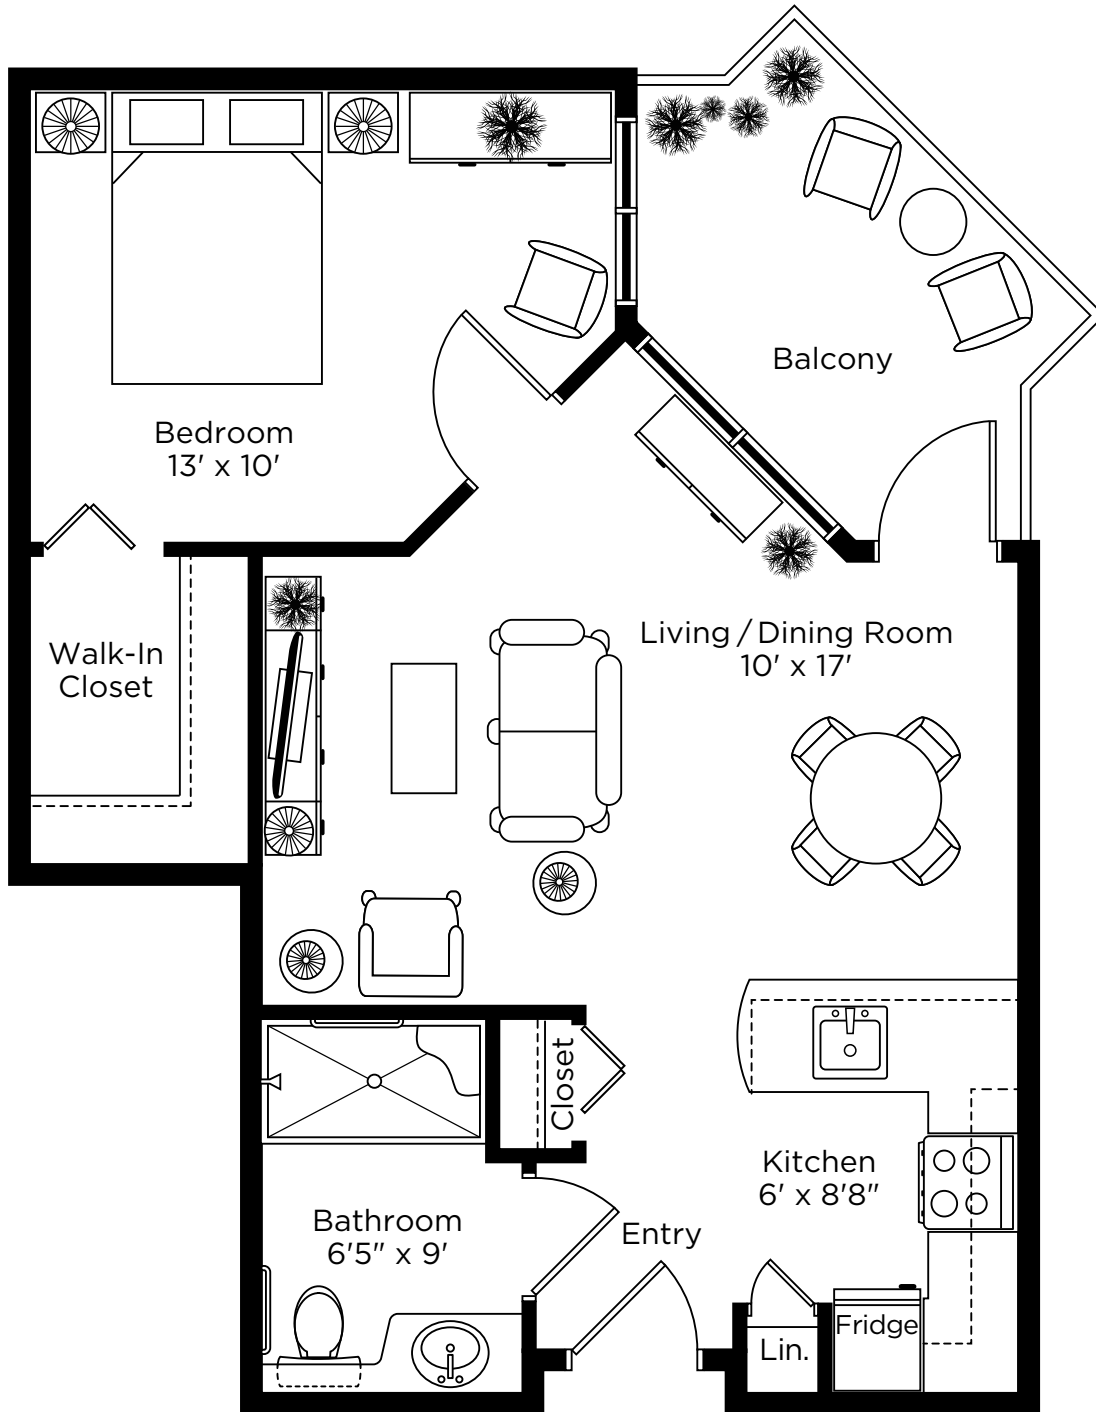 Balcony
Bedroom
13' x 10'
Walk-In
Closet
Living / Dining Room
10' x 17'
Closet
Kitchen
6' x 8'8"
Bathroom
6'5" x 9'
Entry
Fridge
Lin.